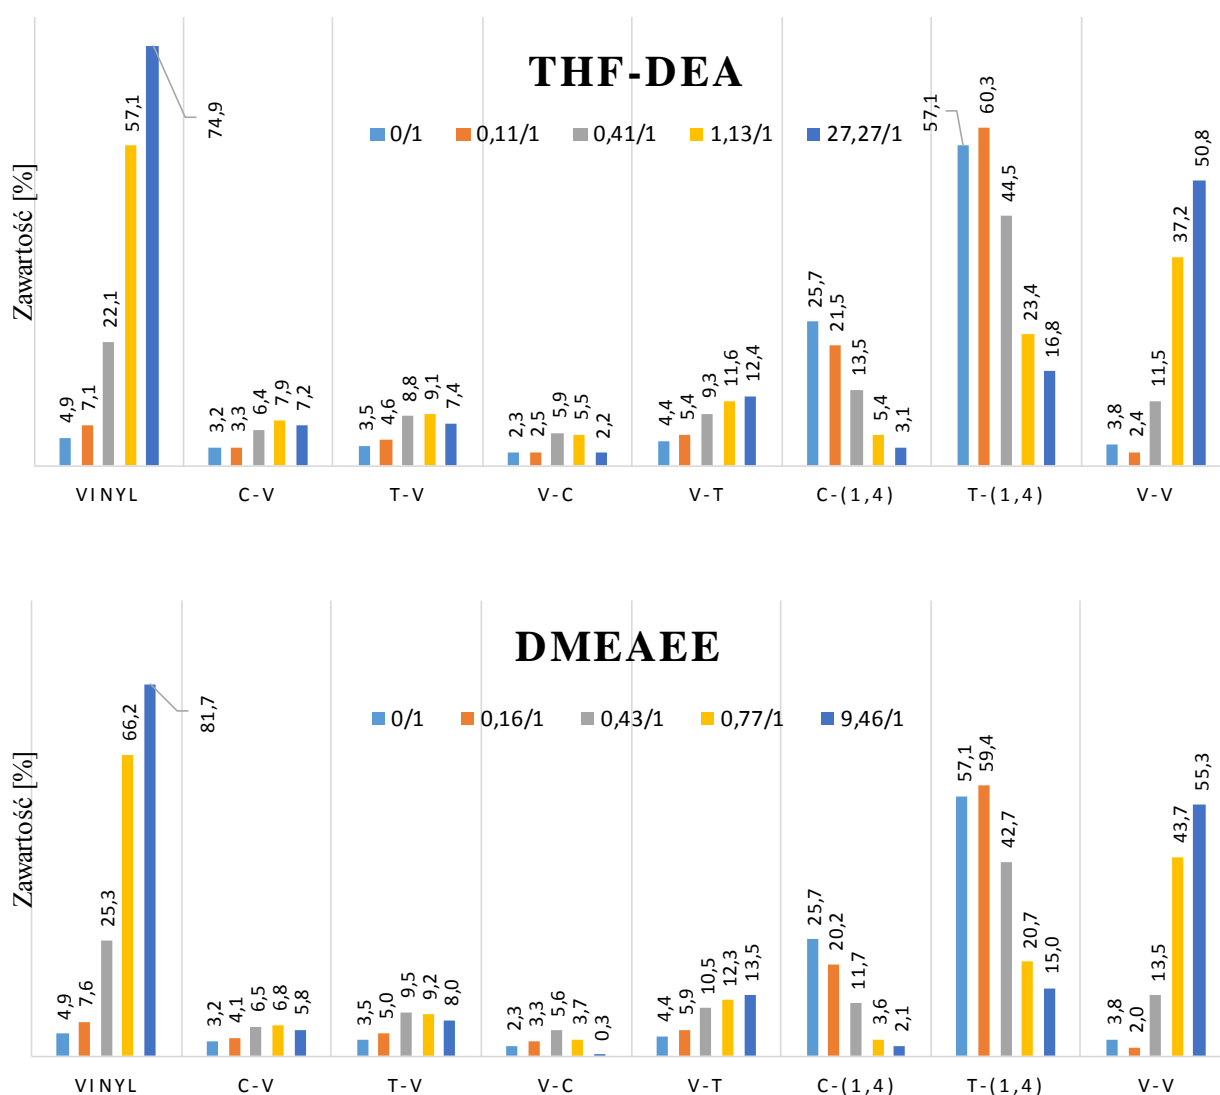 THF-DEA
0/1 0,11/1 0,41/1 1,13/1 27,27/1
Zawartość [%]
4,9 7,1 22,1 57,1 74,9
3,2 3,3 6,4 7,9 7,2
3,5 4,6 8,8 9,1 7,4
2,3 2,5 5,9 5,5 2,2
4,4 5,4 9,3 11,6 12,4
25,7 21,5 13,5 5,4 3,1
57,1 60,3 44,5 23,4 16,8
3,8 2,4 11,5 37,2 50,8
VINYL C-V T-V V-C V-T C-(1,4) T-(1,4) V-V
DMEAEE
0/1 0,16/1 0,43/1 0,77/1 9,46/1
Zawartość [%]
4,9 7,6 25,3 66,2 81,7
3,2 4,1 6,5 6,8 5,8
3,5 5,0 9,5 9,2 8,0
2,3 3,3 5,6 3,7 0,3
4,4 5,9 10,5 12,3 13,5
25,7 20,2 11,7 3,6 2,1
57,1 59,4 42,7 20,7 15,0
3,8 2,0 13,5 43,7 55,3
VINYL C-V T-V V-C V-T C-(1,4) T-(1,4) V-V